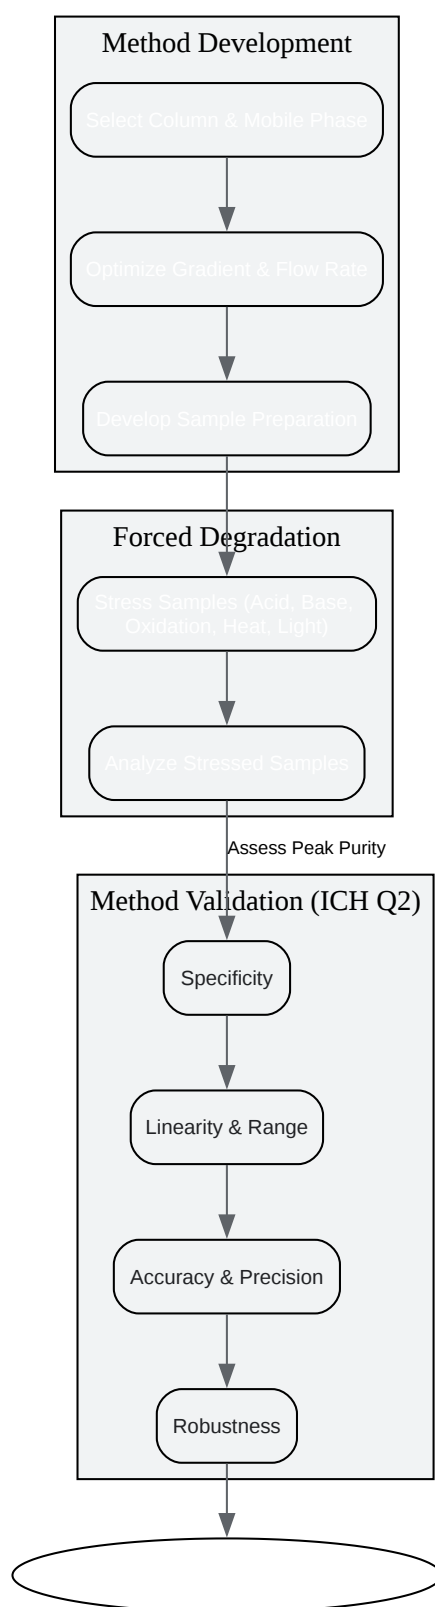 Method Development
Select Column & Mobile Phase
Optimize Gradient & Flow Rate
Develop Sample Preparation
Forced Degradation
Stress Samples (Acid, Base,
Oxidation, Heat, Light)
Analyze Stressed Samples
Assess Peak Purity
Method Validation (ICH Q2)
Specificity
Linearity & Range
Accuracy & Precision
Robustness